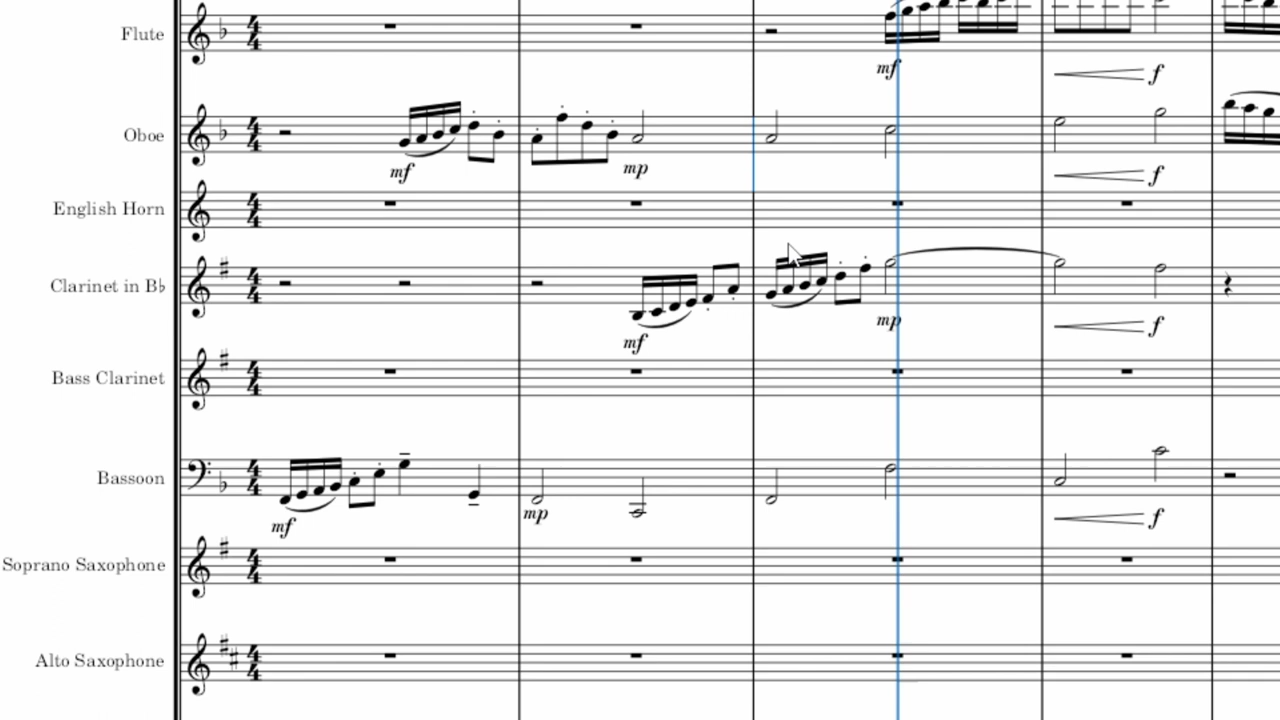 Flute
mf
f
Oboe
mf
mp
f
English Horn
Clarinet in B♭
mf
mp
f
Bass Clarinet
Bassoon
mf
mp
f
Soprano Saxophone
Alto Saxophone